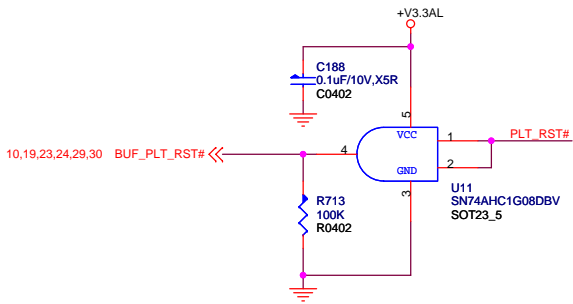 +V3.3AL
C188
0.1uF/10V,X5R
C0402
5
VCC
PLT_RST#
1
10,19,23,24,29,30 BUF_PLT_RST#
4
2
GND
3
U11
SN74AHC1G08DBV
SOT23_5
R713
100K
R0402